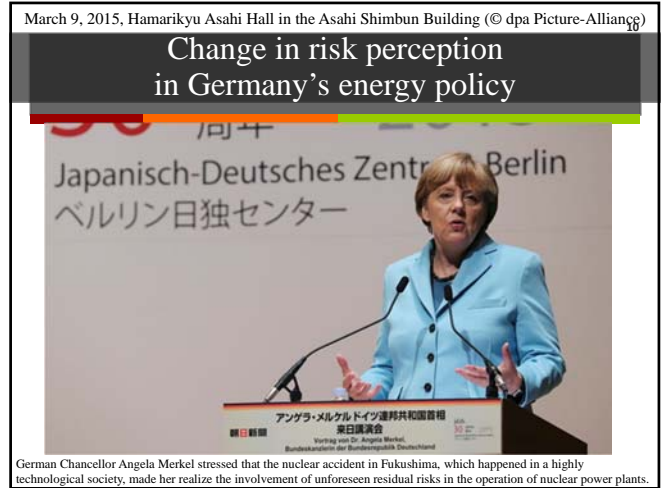 March 9, 2015, Hamarikyu Asahi Hall in the Asahi Shimbun Building (© dpa Picture-Alliance)
10
Change in risk perception
in Germany's energy policy
周年
Japanisch-Deutsches Zentr Berlin
ベルリン日独センター
アンゲラ・メルケル ドイツ連邦共和国首相
来日講演会
朝日新聞
Vortrag von Dr. Angela Merkel,
Bundeskanzlerin der Bundesrepublik Deutschland
German Chancellor Angela Merkel stressed that the nuclear accident in Fukushima, which happened in a highly
technological society, made her realize the involvement of unforeseen residual risks in the operation of nuclear power plants.